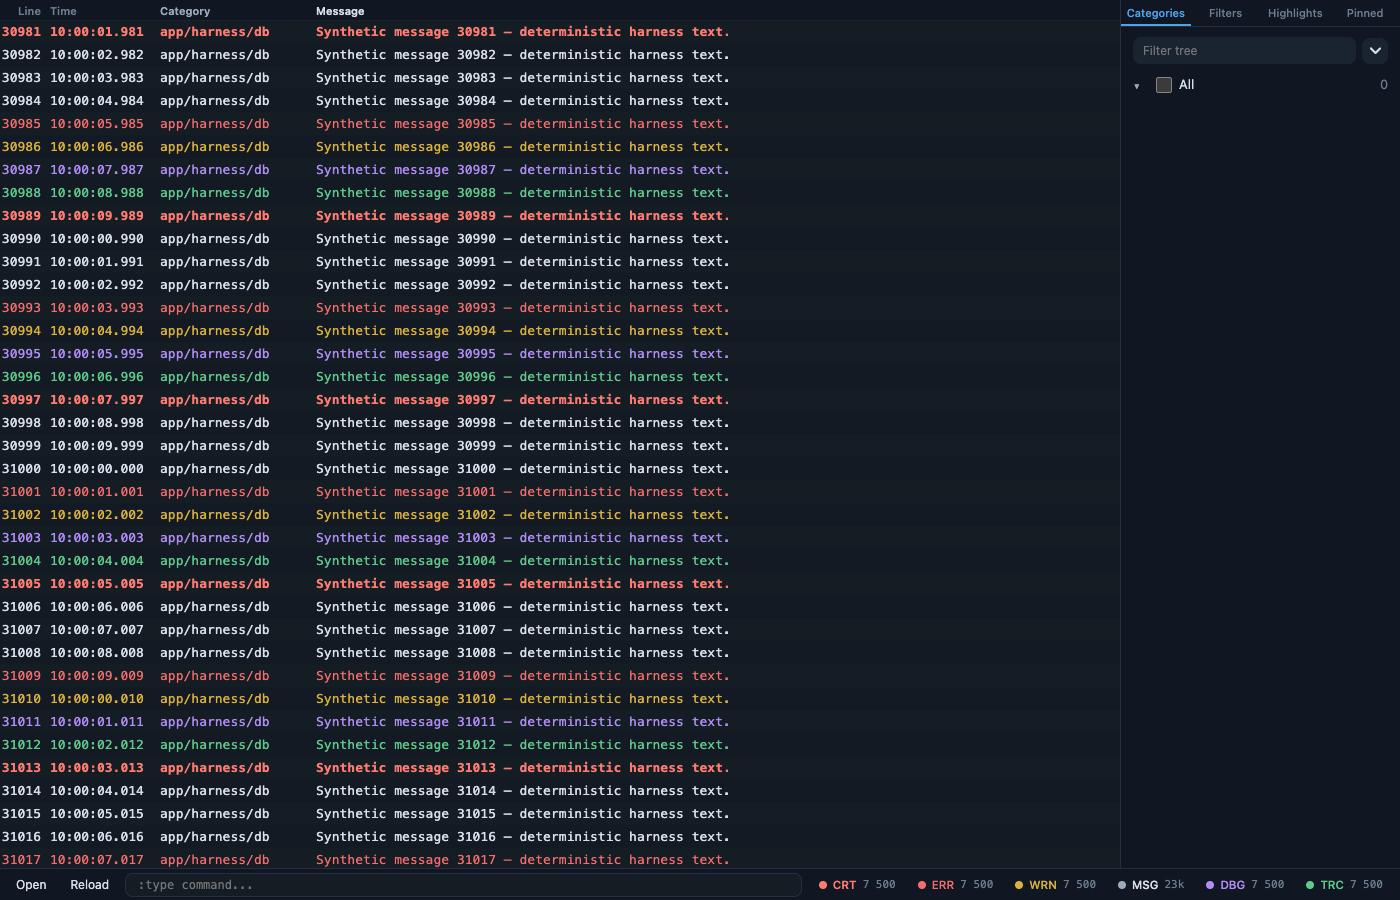 Line Time Category Message
30981 10:00:01.981 app/harness/db Synthetic message 30981 – deterministic harness text.
30982 10:00:02.982 app/harness/db Synthetic message 30982 – deterministic harness text.
30983 10:00:03.983 app/harness/db Synthetic message 30983 – deterministic harness text.
30984 10:00:04.984 app/harness/db Synthetic message 30984 – deterministic harness text.
30985 10:00:05.985 app/harness/db Synthetic message 30985 – deterministic harness text.
30986 10:00:06.986 app/harness/db Synthetic message 30986 – deterministic harness text.
30987 10:00:07.987 app/harness/db Synthetic message 30987 – deterministic harness text.
30988 10:00:08.988 app/harness/db Synthetic message 30988 – deterministic harness text.
30989 10:00:09.989 app/harness/db Synthetic message 30989 – deterministic harness text.
30990 10:00:00.990 app/harness/db Synthetic message 30990 – deterministic harness text.
30991 10:00:01.991 app/harness/db Synthetic message 30991 – deterministic harness text.
30992 10:00:02.992 app/harness/db Synthetic message 30992 – deterministic harness text.
30993 10:00:03.993 app/harness/db Synthetic message 30993 – deterministic harness text.
30994 10:00:04.994 app/harness/db Synthetic message 30994 – deterministic harness text.
30995 10:00:05.995 app/harness/db Synthetic message 30995 – deterministic harness text.
30996 10:00:06.996 app/harness/db Synthetic message 30996 – deterministic harness text.
30997 10:00:07.997 app/harness/db Synthetic message 30997 – deterministic harness text.
30998 10:00:08.998 app/harness/db Synthetic message 30998 – deterministic harness text.
30999 10:00:09.999 app/harness/db Synthetic message 30999 – deterministic harness text.
31000 10:00:00.000 app/harness/db Synthetic message 31000 – deterministic harness text.
31001 10:00:01.001 app/harness/db Synthetic message 31001 – deterministic harness text.
31002 10:00:02.002 app/harness/db Synthetic message 31002 – deterministic harness text.
31003 10:00:03.003 app/harness/db Synthetic message 31003 – deterministic harness text.
31004 10:00:04.004 app/harness/db Synthetic message 31004 – deterministic harness text.
31005 10:00:05.005 app/harness/db Synthetic message 31005 – deterministic harness text.
31006 10:00:06.006 app/harness/db Synthetic message 31006 – deterministic harness text.
31007 10:00:07.007 app/harness/db Synthetic message 31007 – deterministic harness text.
31008 10:00:08.008 app/harness/db Synthetic message 31008 – deterministic harness text.
31009 10:00:09.009 app/harness/db Synthetic message 31009 – deterministic harness text.
31010 10:00:00.010 app/harness/db Synthetic message 31010 – deterministic harness text.
31011 10:00:01.011 app/harness/db Synthetic message 31011 – deterministic harness text.
31012 10:00:02.012 app/harness/db Synthetic message 31012 – deterministic harness text.
31013 10:00:03.013 app/harness/db Synthetic message 31013 – deterministic harness text.
31014 10:00:04.014 app/harness/db Synthetic message 31014 – deterministic harness text.
31015 10:00:05.015 app/harness/db Synthetic message 31015 – deterministic harness text.
31016 10:00:06.016 app/harness/db Synthetic message 31016 – deterministic harness text.
31017 10:00:07.017 app/harness/db Synthetic message 31017 – deterministic harness text.
Categories Filters Highlights Pinned
Filter tree
All 0
Open Reload :type command... CRT 7 500 ERR 7 500 WRN 7 500 MSG 23k DBG 7 500 TRC 7 500